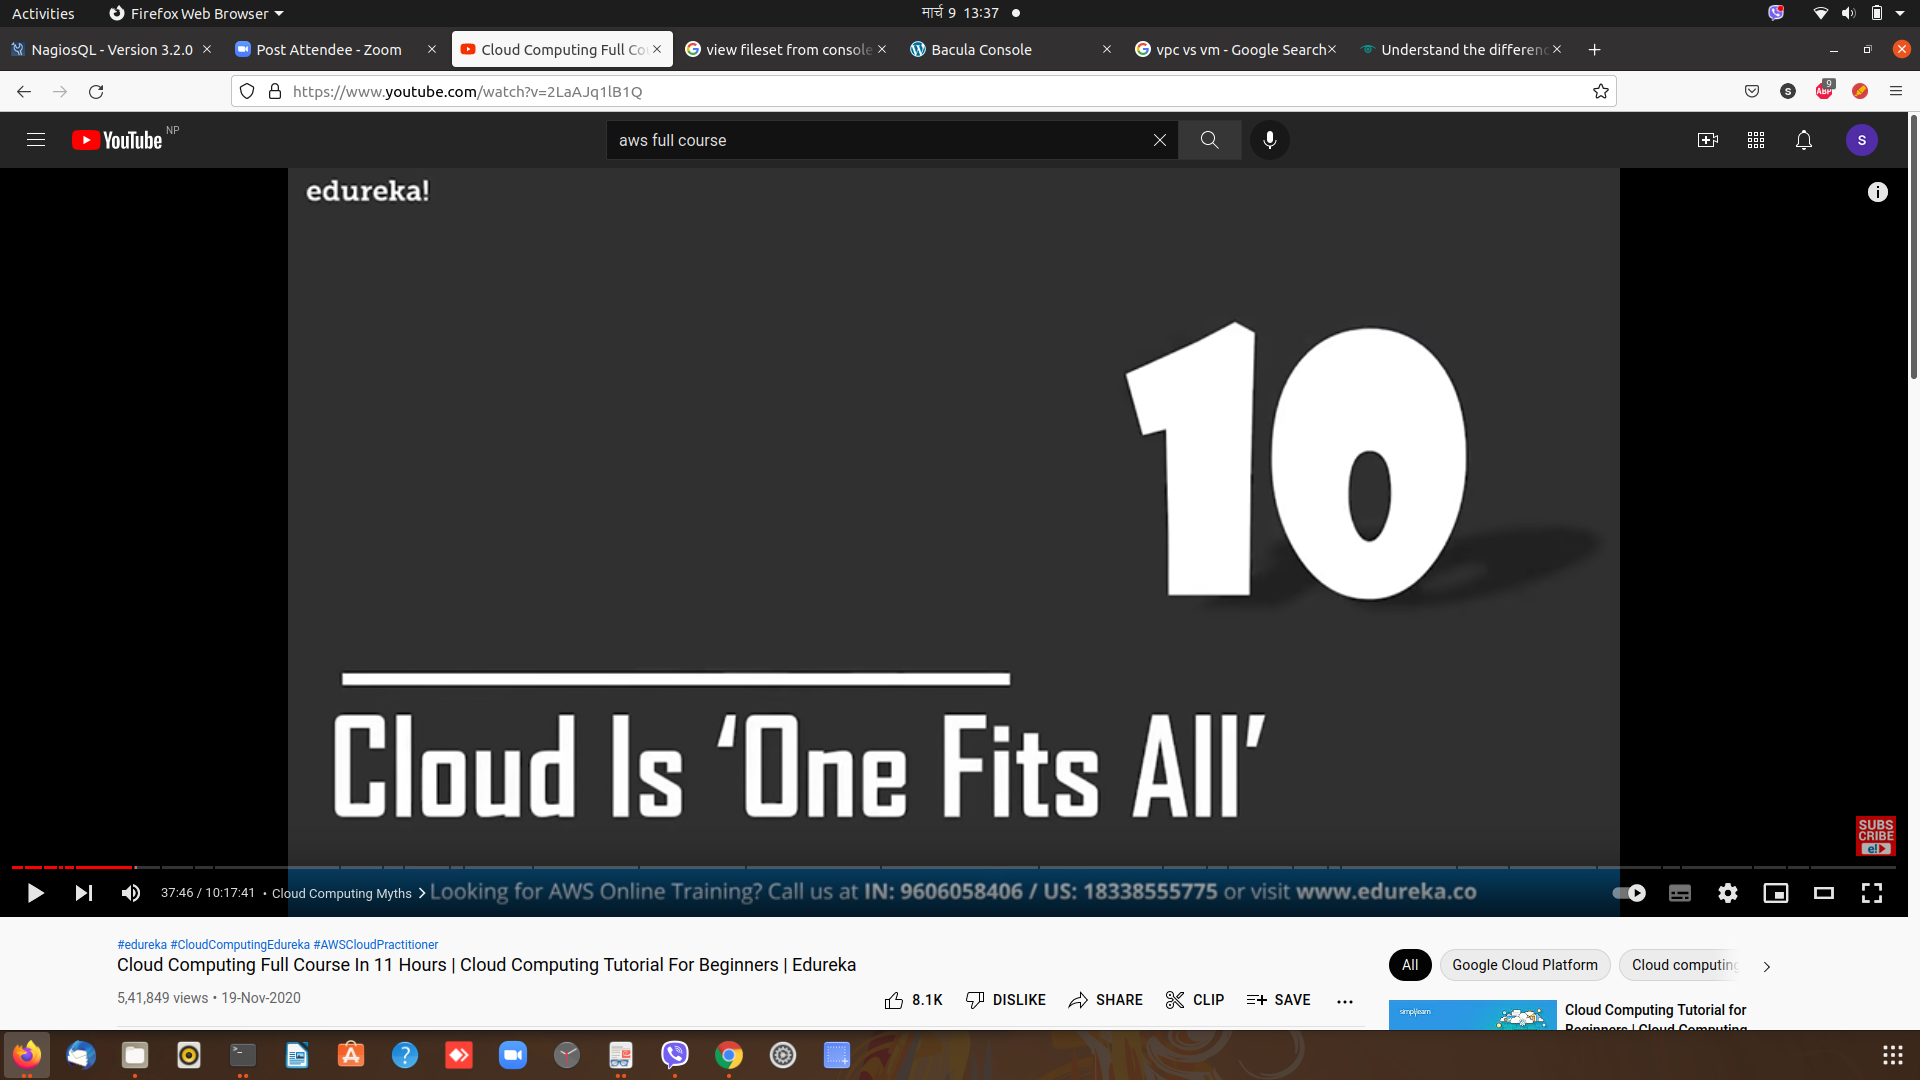 Activities
Firefox Web Browser
मार्च 9 13:37
NagiosQL - Version 3.2.0
Post Attendee - Zoom
Cloud Computing Full Co
view fileset from console
Bacula Console
vpc vs vm - Google Search
Understand the differenc
https://www.youtube.com/watch?v=2LaAJq1lB1Q
S
ABP
9
YouTube NP
aws full course
S
edureka!
10
Cloud Is ‘One Fits All’
SUBS
CRIBE
e!
37:46 / 10:17:41 • Cloud Computing Myths
Looking for AWS Online Training? Call us at IN: 9606058406 / US: 18338555775 or visit www.edureka.co
#edureka #CloudComputingEdureka #AWSCloudPractitioner
Cloud Computing Full Course In 11 Hours | Cloud Computing Tutorial For Beginners | Edureka
5,41,849 views • 19-Nov-2020
8.1K
DISLIKE
SHARE
CLIP
SAVE
All
Google Cloud Platform
Cloud computing
simplilearn
Cloud Computing Tutorial for
Beginners | Cloud Computing